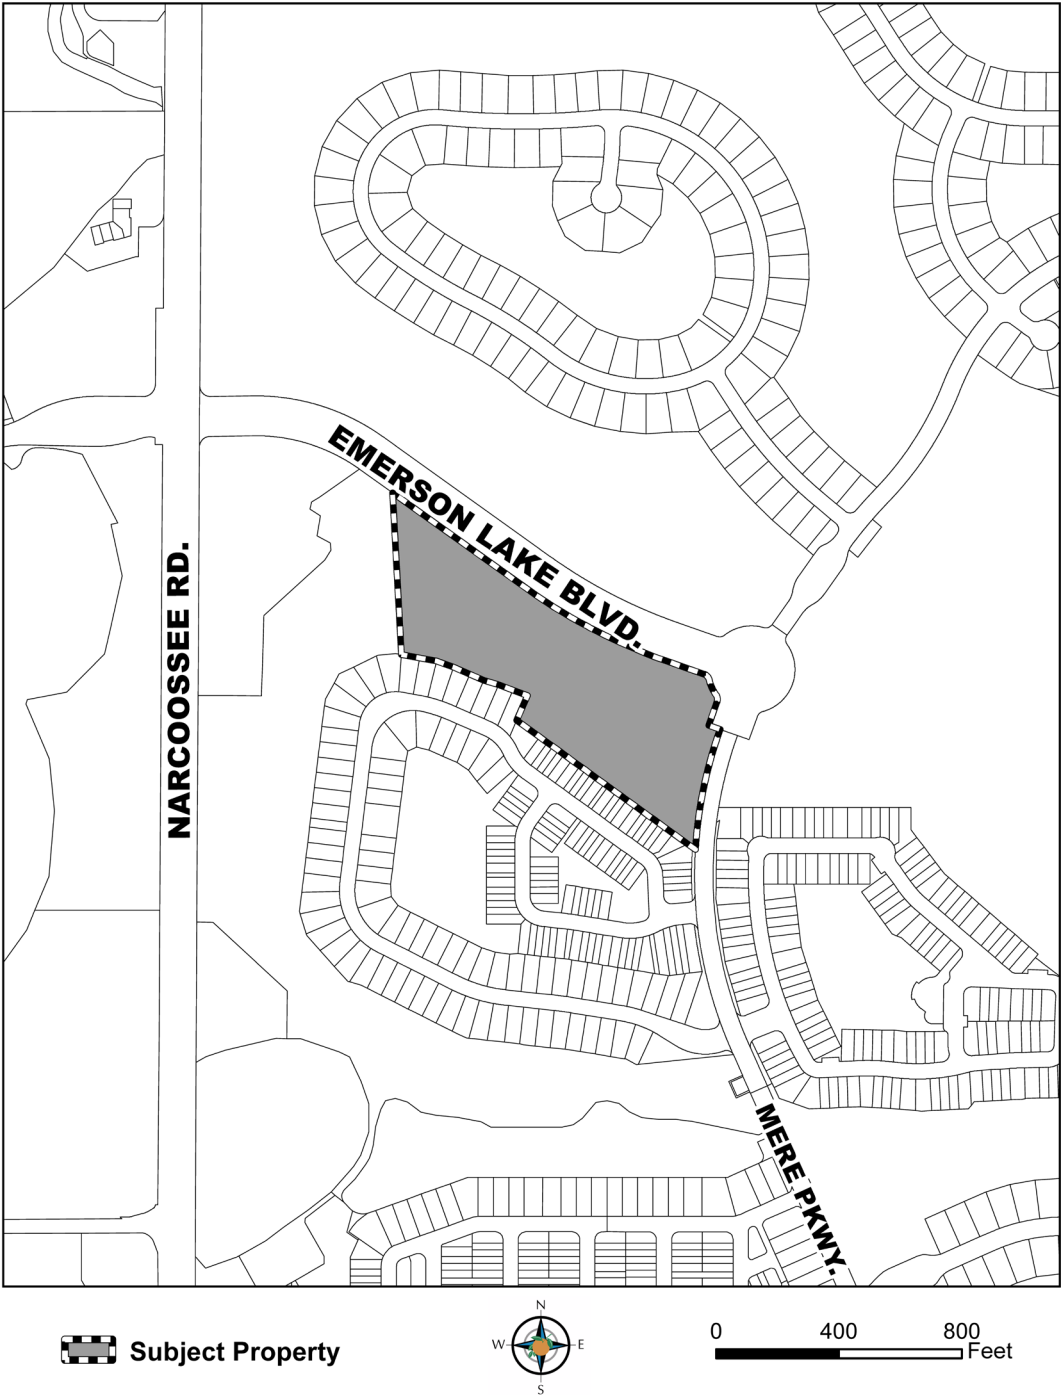 EMERSON LAKE BLVD.
NARCOOSSEE RD.
MERE PKWY.
N
W E
S
Subject Property
0 400 800
Feet